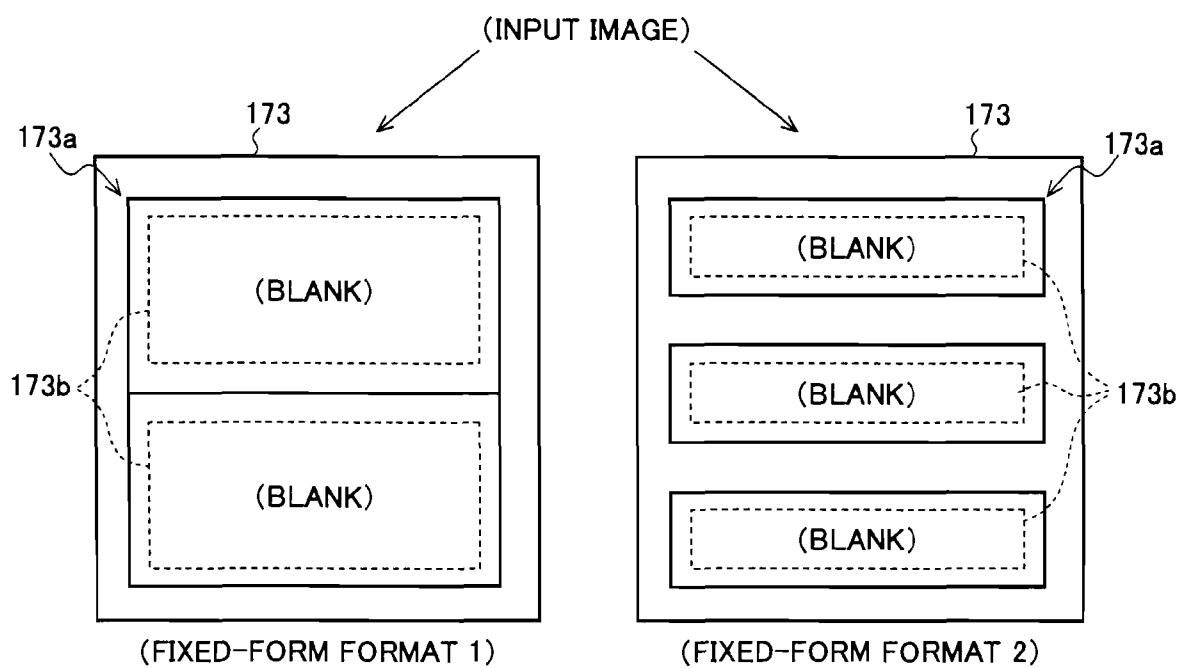 (INPUT IMAGE)
173
173a
(BLANK)
173b
(BLANK)
(FIXED-FORM FORMAT 1)
173
173a
(BLANK)
(BLANK)
173b
(BLANK)
(FIXED-FORM FORMAT 2)